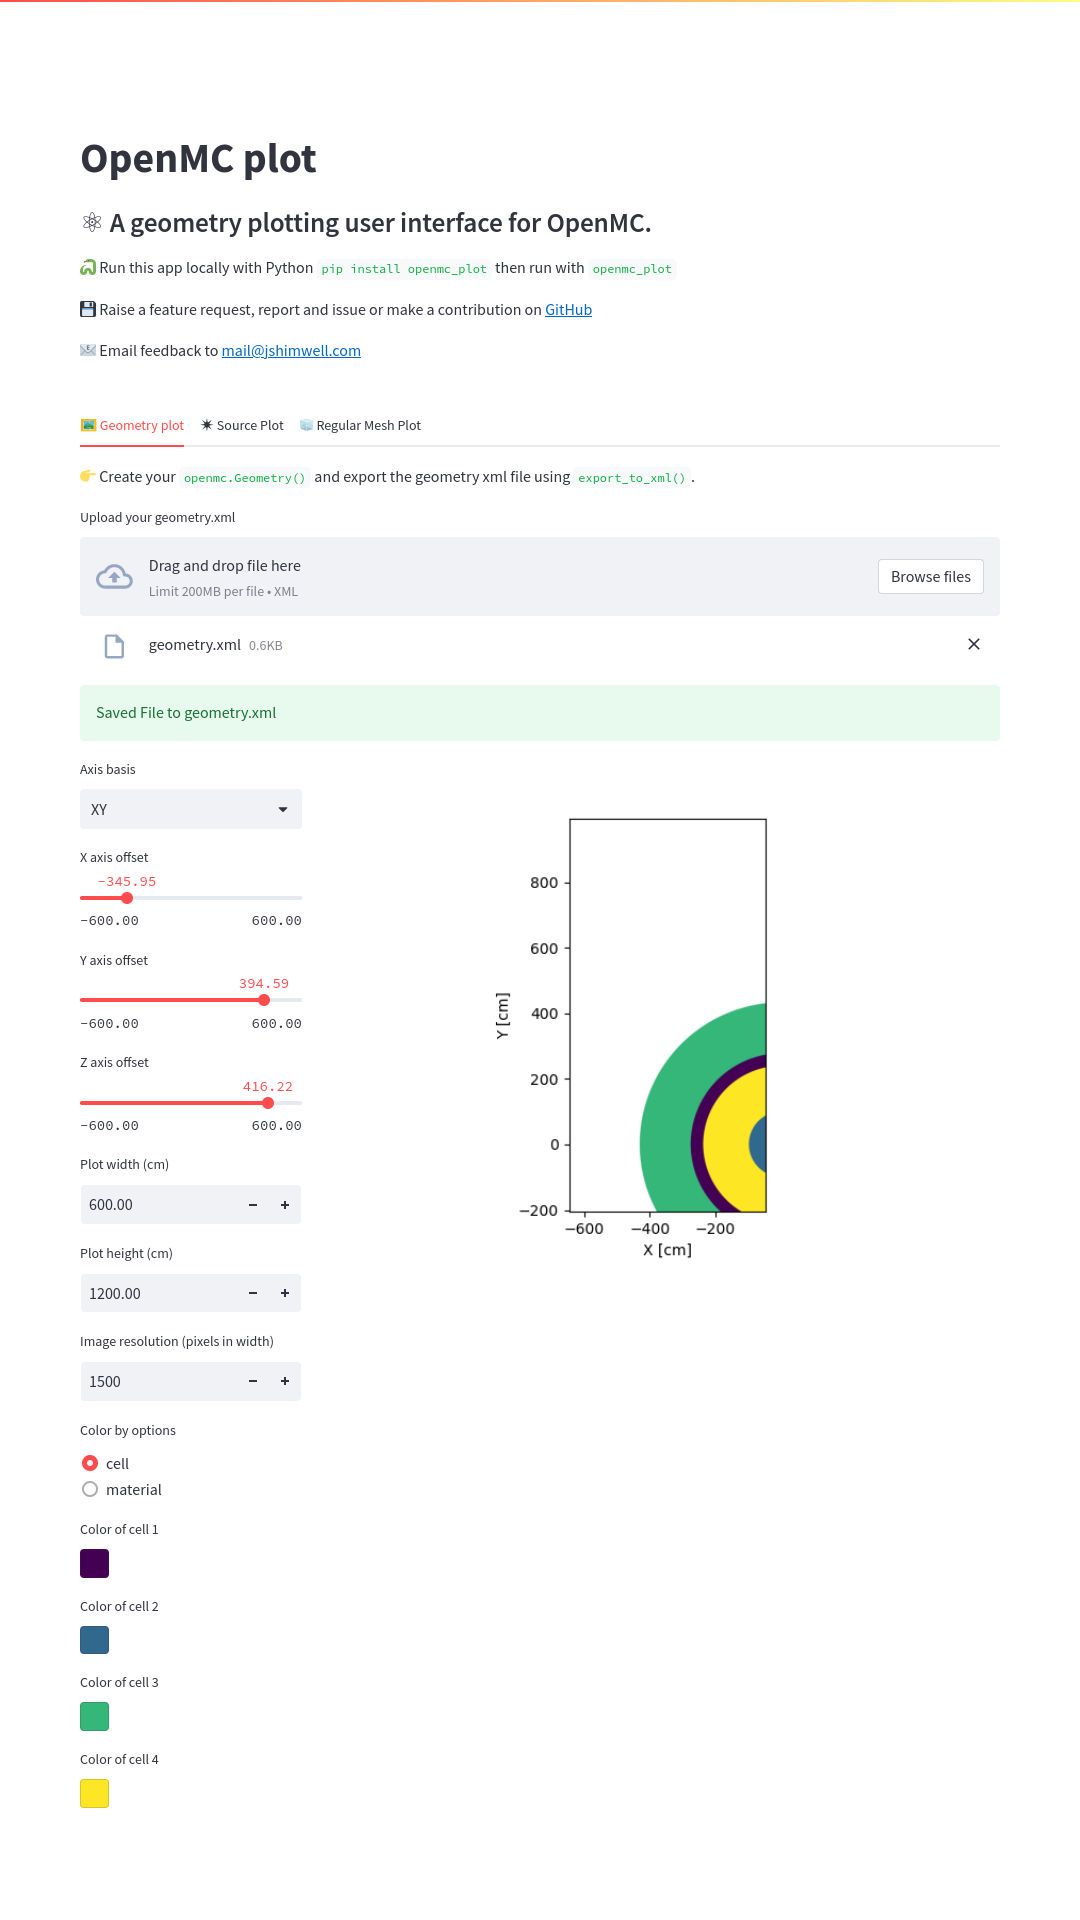 OpenMC plot
⚛ A geometry plotting user interface for OpenMC.
🐍 Run this app locally with Python pip install openmc_plot then run with openmc_plot
💾 Raise a feature request, report and issue or make a contribution on GitHub
📧 Email feedback to mail@jshimwell.com
🖼️ Geometry plot ✴ Source Plot 🧊 Regular Mesh Plot
👉 Create your openmc.Geometry() and export the geometry xml file using export_to_xml() .
Upload your geometry.xml
Drag and drop file here
Limit 200MB per file • XML
Browse files
geometry.xml 0.6KB
Saved File to geometry.xml
Axis basis
XY
X axis offset
-345.95
-600.00 600.00
Y axis offset
394.59
-600.00 600.00
Z axis offset
416.22
-600.00 600.00
Plot width (cm)
600.00
Plot height (cm)
1200.00
Image resolution (pixels in width)
1500
Color by options
cell
material
Color of cell 1
Color of cell 2
Color of cell 3
Color of cell 4
800
600
400
200
0
−200
Y [cm]
−600 −400 −200
X [cm]